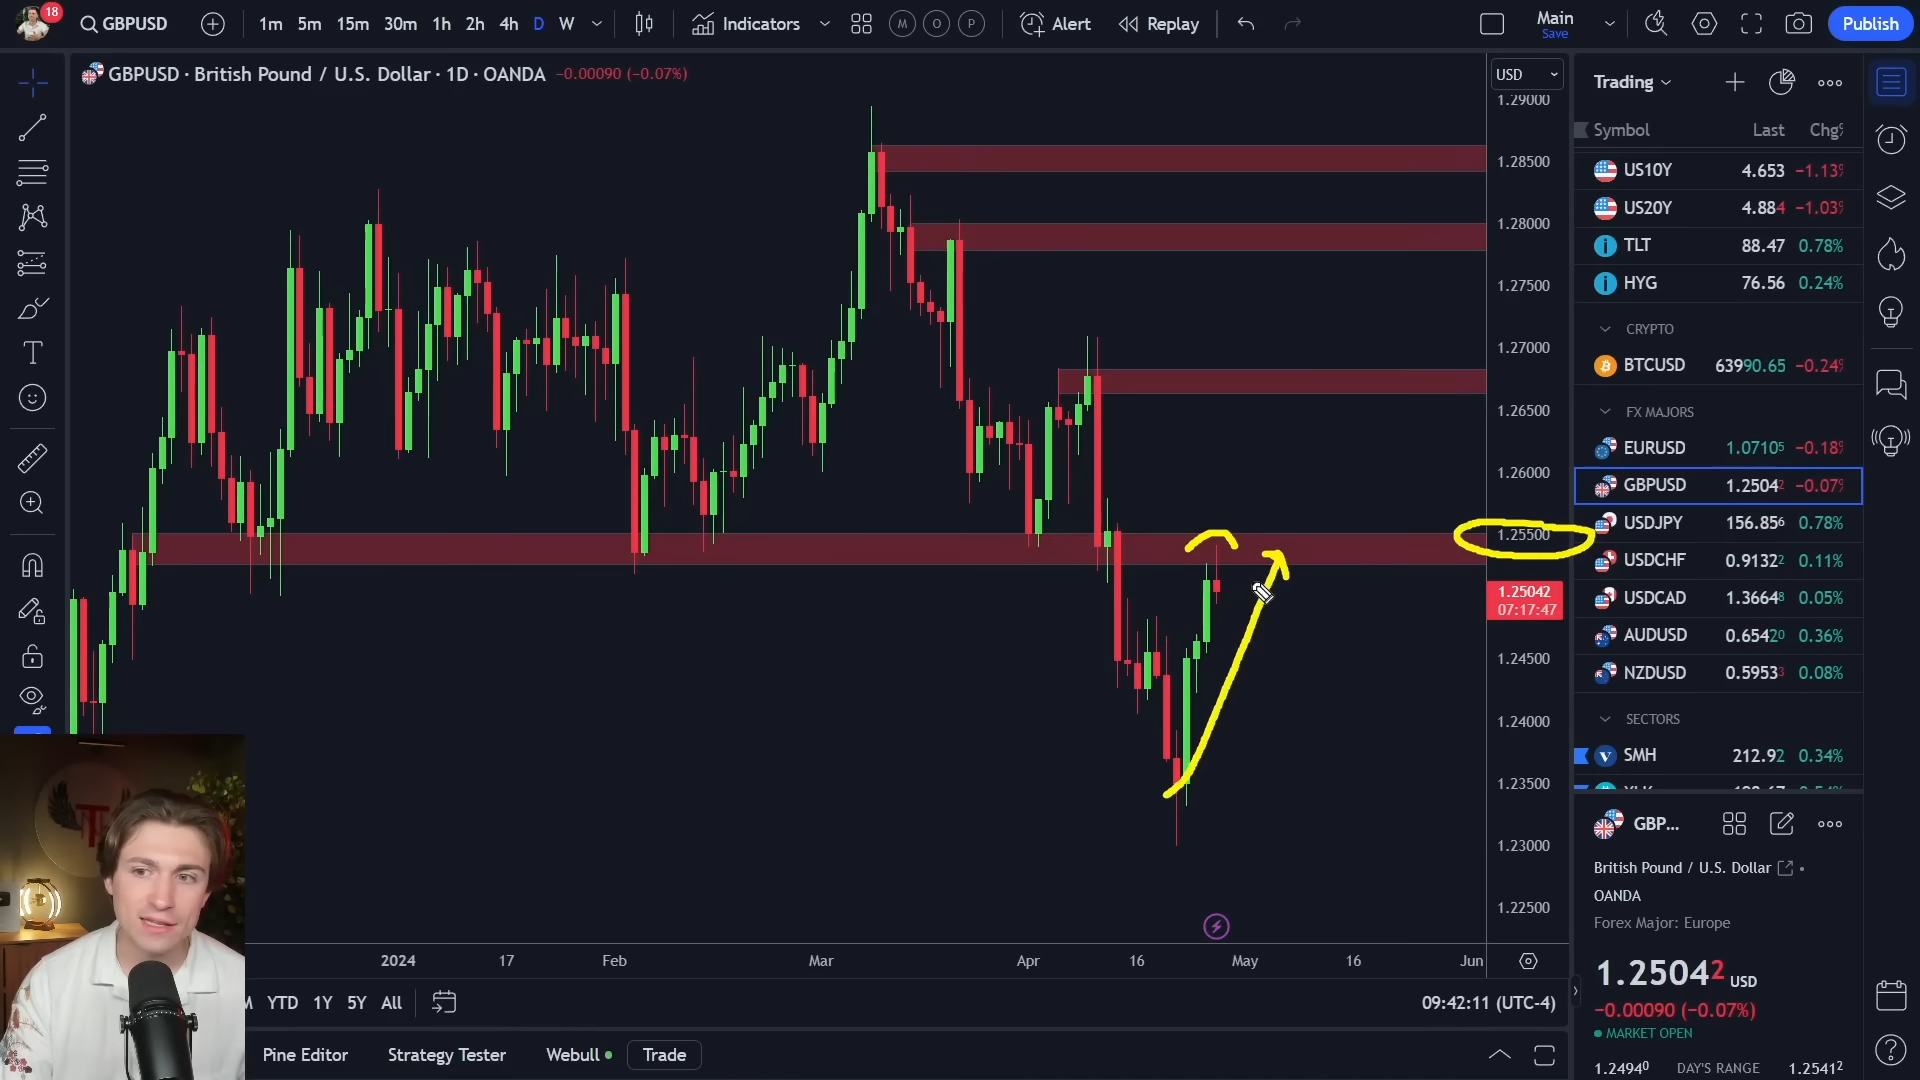 18
GBPUSD 1m 5m 15m 30m 1h 2h 4h D W Indicators M O P Alert Replay Main Save Publish
GBPUSD · British Pound / U.S. Dollar · 1D · OANDA −0.00090 (−0.07%)
USD
1.29000
1.28500
1.28000
1.27500
1.27000
1.26500
1.26000
1.25500
1.25042
07:17:47
1.24500
1.24000
1.23500
1.23000
1.22500
2024 17 Feb Mar Apr 16 May 16 Jun
YTD 1Y 5Y All 09:42:11 (UTC-4)
Pine Editor Strategy Tester Webull Trade
Trading
Symbol Last Chg%
US10Y 4.653 −1.13%
US20Y 4.884 −1.03%
TLT 88.47 0.78%
HYG 76.56 0.24%
CRYPTO
BTCUSD 63990.65 −0.24%
FX MAJORS
EURUSD 1.07105 −0.18%
GBPUSD 1.25042 −0.07%
USDJPY 156.856 0.78%
USDCHF 0.91322 0.11%
USDCAD 1.36648 0.05%
AUDUSD 0.65420 0.36%
NZDUSD 0.59533 0.08%
SECTORS
SMH 212.92 0.34%
GBP...
British Pound / U.S. Dollar
OANDA
Forex Major: Europe
1.25042 USD
−0.00090 (−0.07%)
MARKET OPEN
1.24940 DAY'S RANGE 1.25412